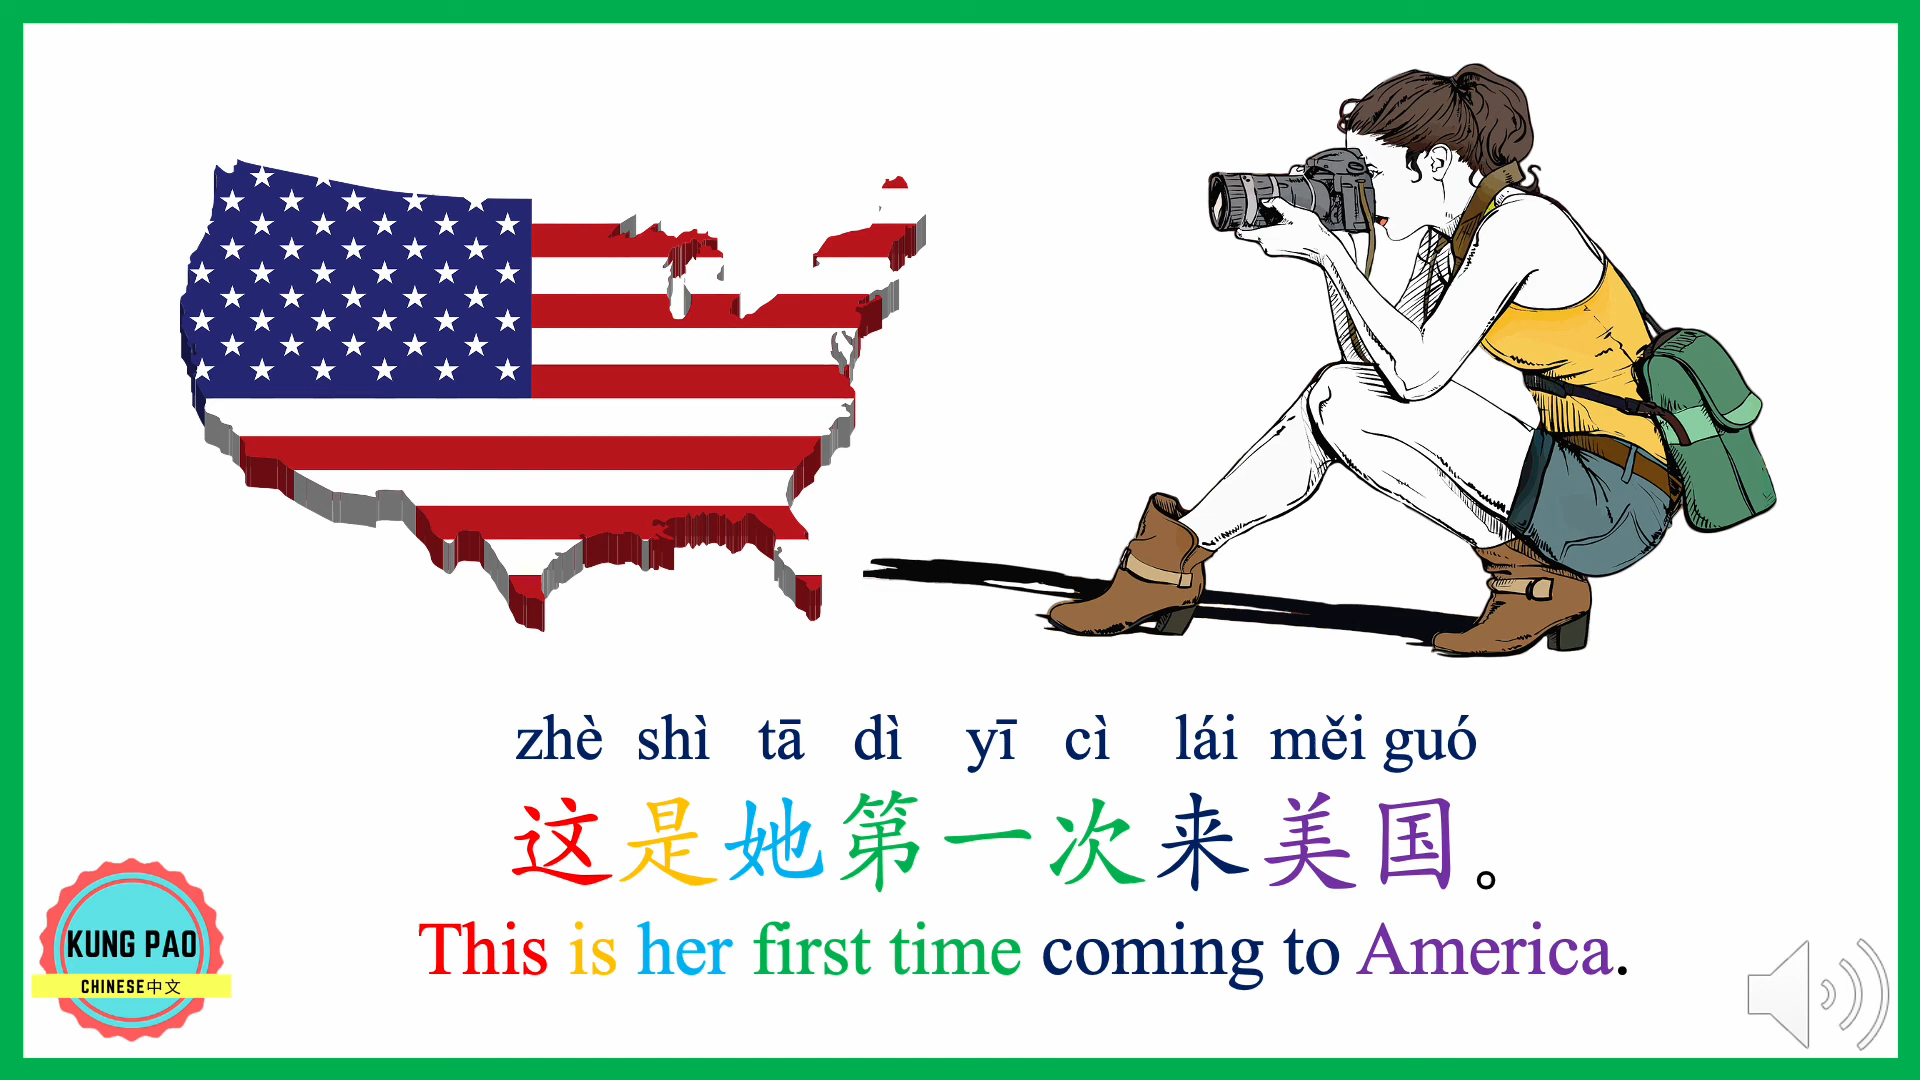 zhè shì tā dì yī cì lái měi guó
这是她第一次来美国。
This is her first time coming to America.
KUNG PAO
CHINESE中文